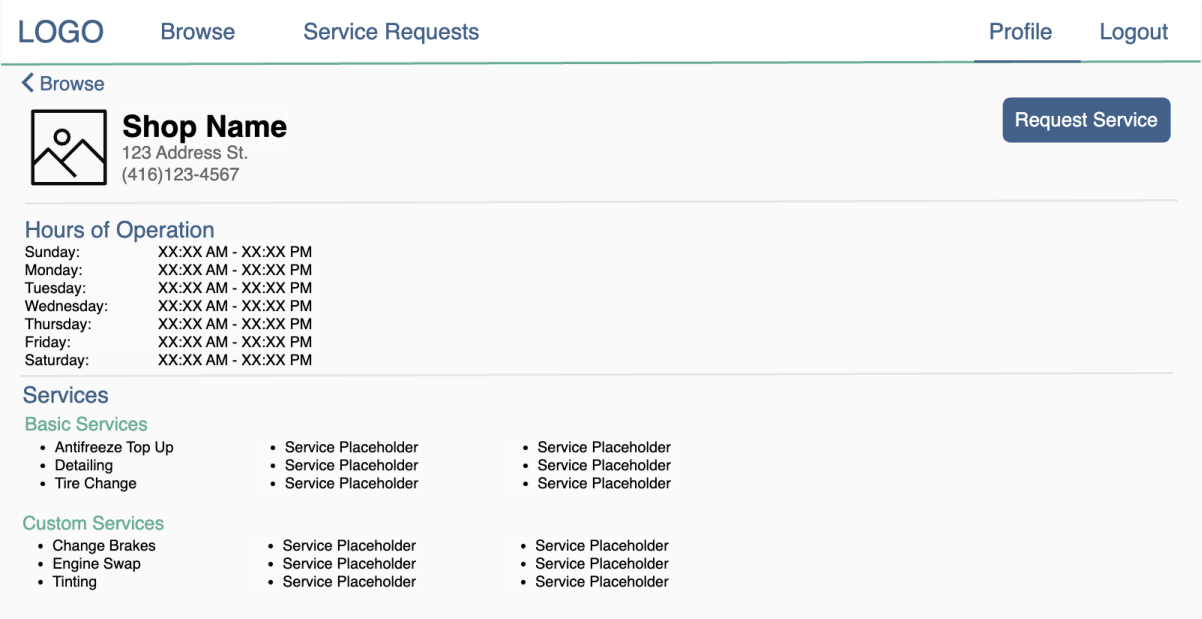 LOGO Browse Service Requests Profile Logout
Browse
Shop Name
123 Address St.
(416)123-4567
Request Service
Hours of Operation
Sunday: XX:XX AM - XX:XX PM
Monday: XX:XX AM - XX:XX PM
Tuesday: XX:XX AM - XX:XX PM
Wednesday: XX:XX AM - XX:XX PM
Thursday: XX:XX AM - XX:XX PM
Friday: XX:XX AM - XX:XX PM
Saturday: XX:XX AM - XX:XX PM
Services
Basic Services
• Antifreeze Top Up • Service Placeholder • Service Placeholder
• Detailing • Service Placeholder • Service Placeholder
• Tire Change • Service Placeholder • Service Placeholder
Custom Services
• Change Brakes • Service Placeholder • Service Placeholder
• Engine Swap • Service Placeholder • Service Placeholder
• Tinting • Service Placeholder • Service Placeholder